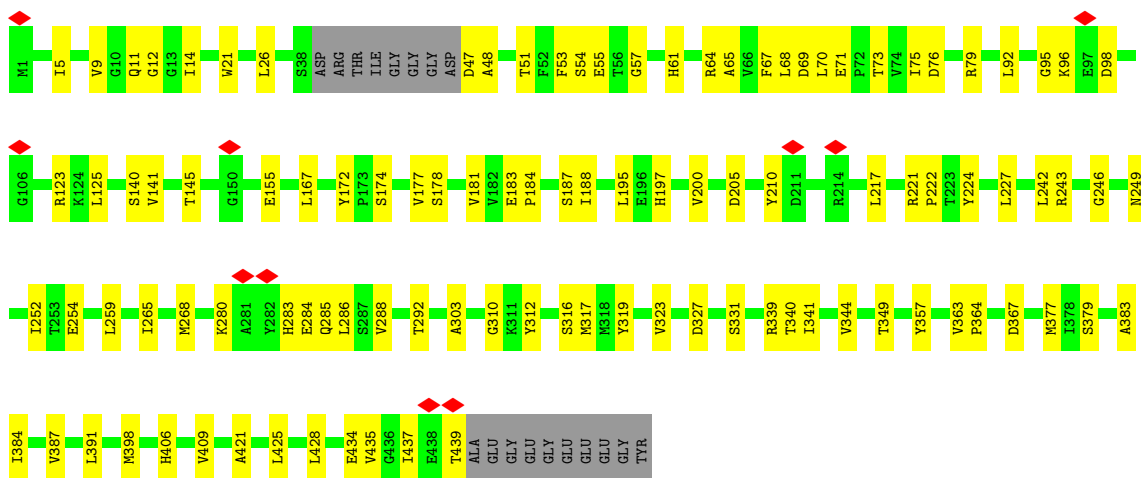 M1 I5 V9 G10 Q11 G12 G13 I14 W21 L26 S38 ASP ARG THR ILE GLY GLY GLY ASP D47 A48 T51 F52 F53 S54 E55 T56 G57 H61 R64 A65 V66 F67 L68 D69 L70 E71 P72 T73 V74 I75 D76 R79 L92 G95 K96 E97 D98
G106 R123 K124 L125 S140 V141 T145 G150 E155 L167 Y172 P173 S174 V177 S178 V181 V182 E183 P184 S187 I188 L195 E196 H197 V200 D205 Y210 D211 R214 L217 R221 P222 T223 Y224 L227 L242 R243 G246 N249
I252 T253 E254 L259 I265 M268 K280 A281 Y282 H283 E284 Q285 L286 S287 V288 T292 A303 G310 K311 Y312 S316 M317 M318 Y319 V323 D327 S331 R339 T340 I341 V344 T349 Y357 V363 P364 D367 M377 I378 S379 A383
I384 V387 L391 M398 H406 V409 A421 L425 L428 E434 V435 G436 I437 E438 T439 ALA GLU GLY GLU GLY GLU GLU GLU GLY TYR